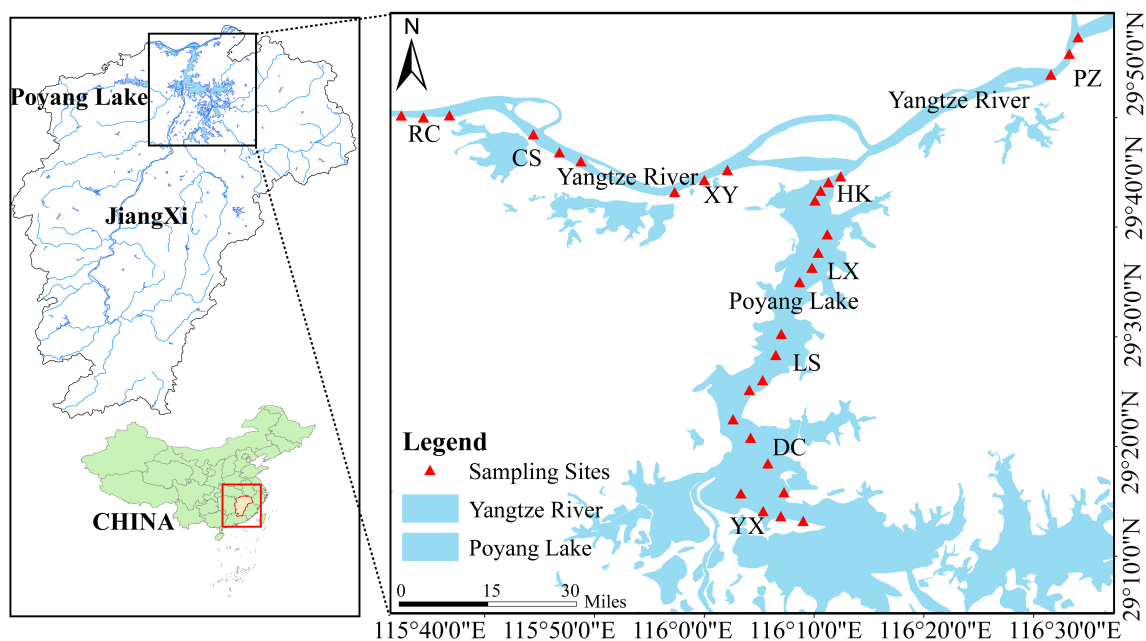 Poyang Lake
JiangXi
CHINA
N
RC
CS
Yangtze River
XY
HK
Yangtze River
PZ
LX
Poyang Lake
LS
DC
YX
Legend
Sampling Sites
Yangtze River
Poyang Lake
0 15 30
Miles
115°40'0"E 115°50'0"E 116°0'0"E 116°10'0"E 116°20'0"E 116°30'0"E
29°50'0"N
29°40'0"N
29°30'0"N
29°20'0"N
29°10'0"N